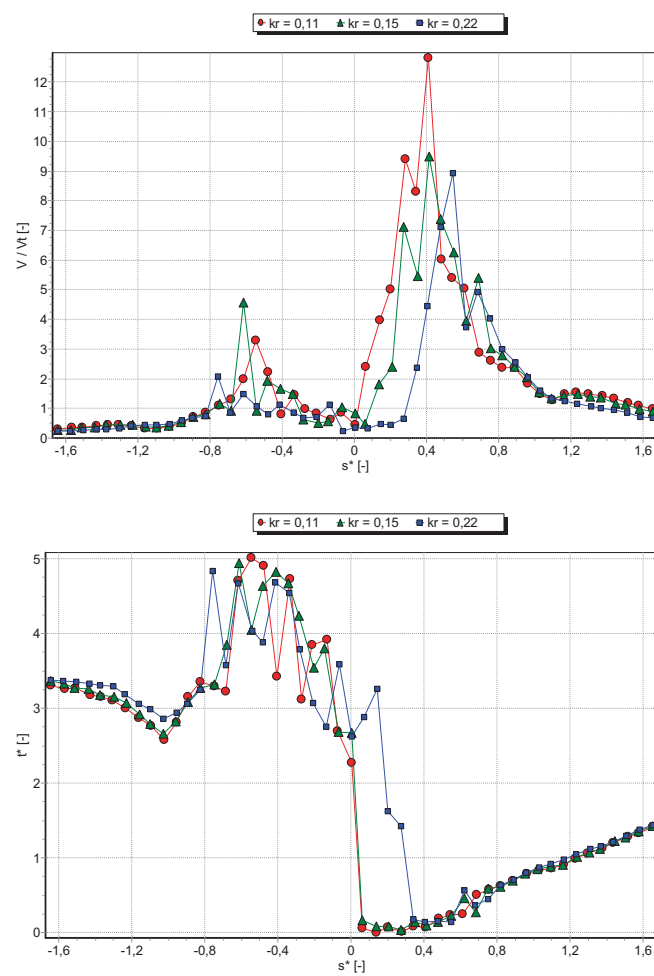 kr = 0,11 kr = 0,15 kr = 0,22
12
11
10
9
8
7
6
5
4
3
2
1
0
V / Vt [-]
-1,6 -1,2 -0,8 -0,4 0 0,4 0,8 1,2 1,6
s* [-]
kr = 0,11 kr = 0,15 kr = 0,22
5
4
3
2
1
0
t* [-]
-1,6 -1,2 -0,8 -0,4 0 0,4 0,8 1,2 1,6
s* [-]